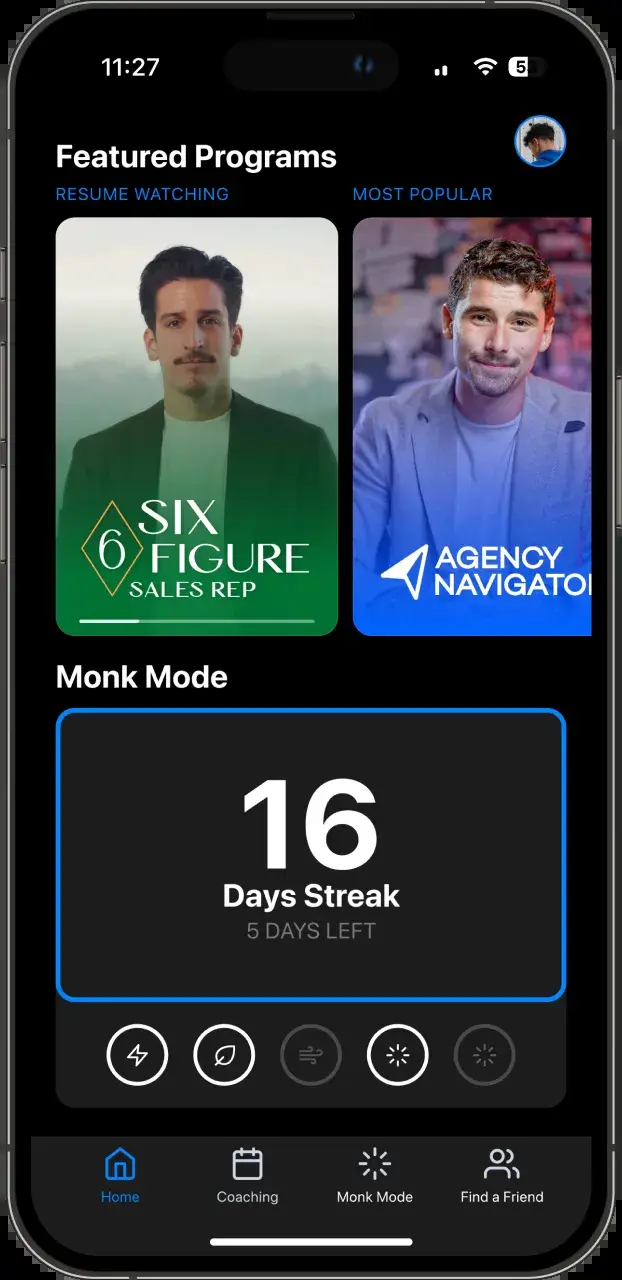 11:27
5
Featured Programs
RESUME WATCHING
MOST POPULAR
6
SIX
FIGURE
SALES REP
AGENCY
NAVIGATO
Monk Mode
16
Days Streak
5 DAYS LEFT
Home
Coaching
Monk Mode
Find a Friend